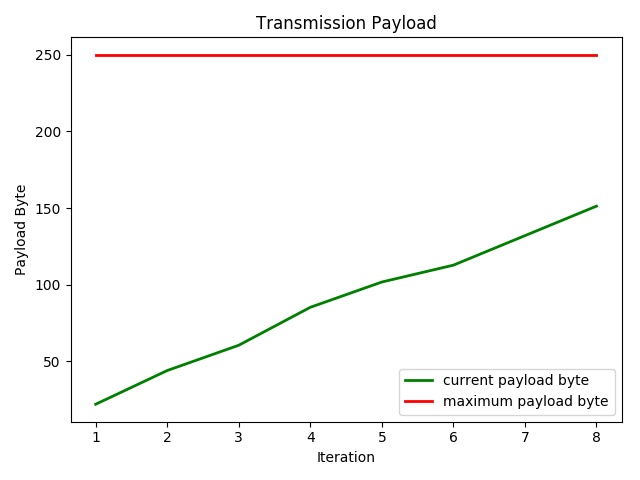 Transmission Payload
250
200
150
100
50
Payload Byte
current payload byte
maximum payload byte
1 2 3 4 5 6 7 8
Iteration